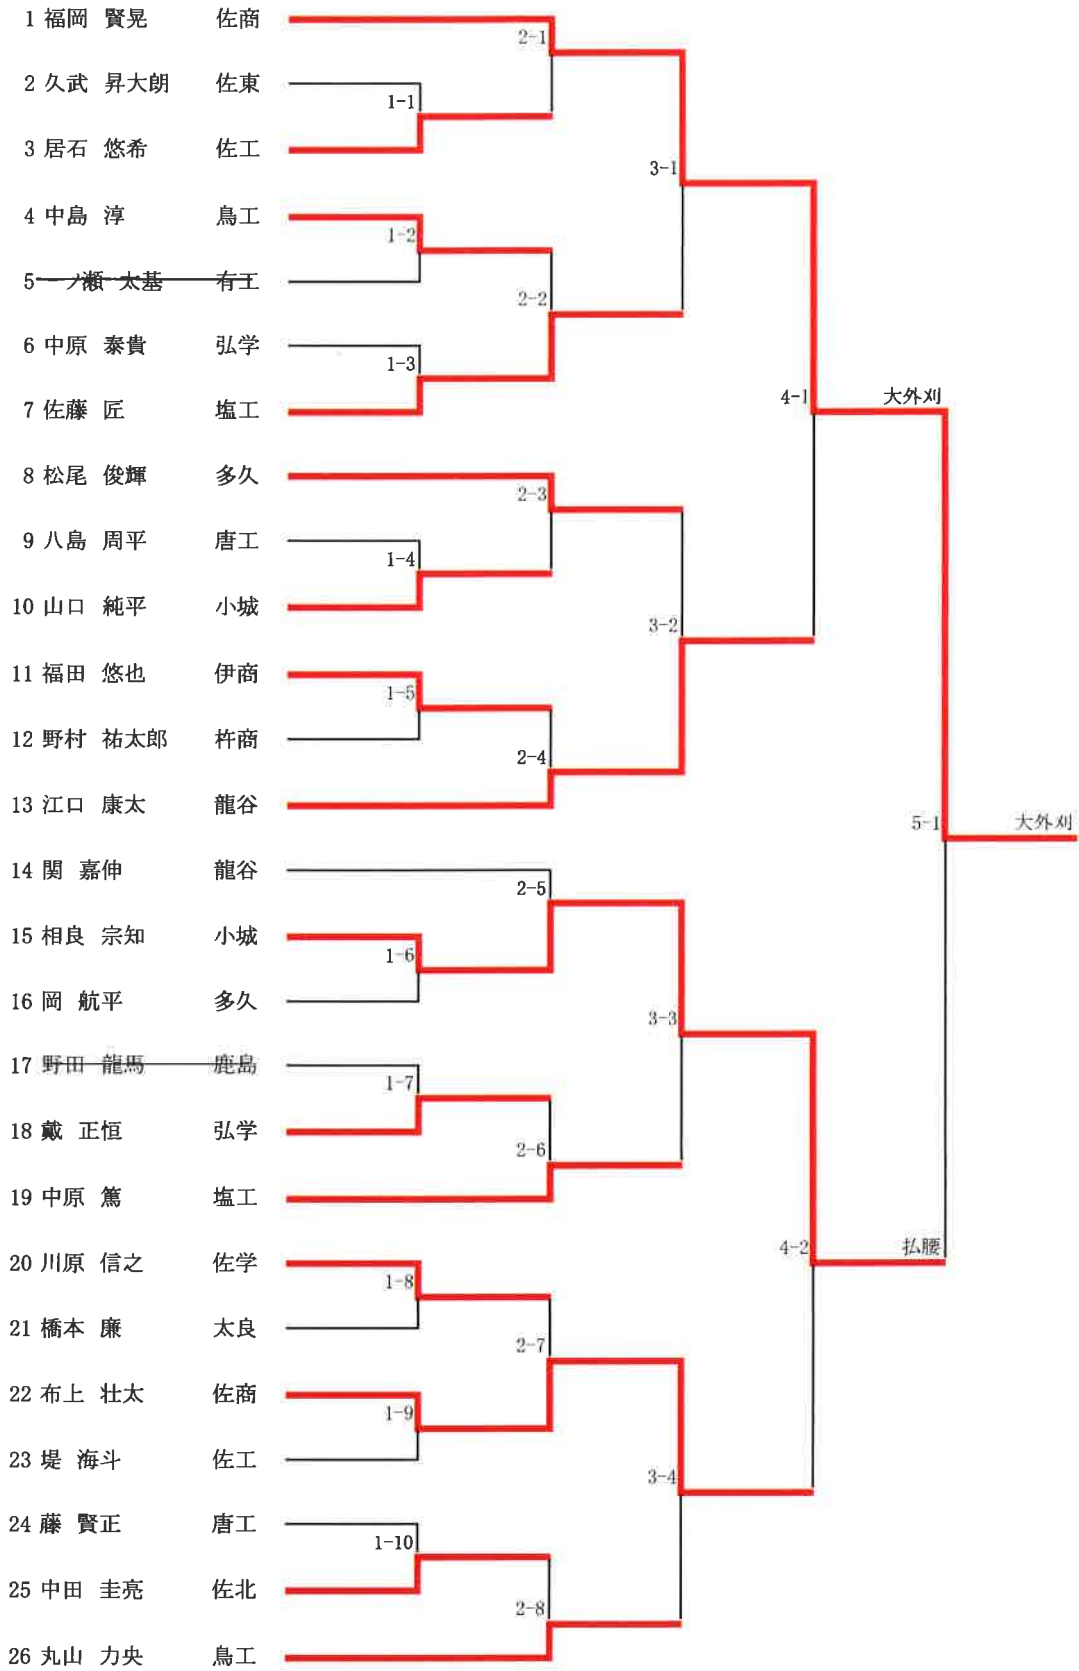 1 福岡 賢晃 佐商
2-1
2 久武 昇大朗 佐東
1-1
3 居石 悠希 佐工
3-1
4 中島 淳 鳥工
1-2
5 一ノ瀬 太基 有工
2-2
6 中原 泰貴 弘学
1-3
7 佐藤 匠 塩工
4-1 大外刈
8 松尾 俊輝 多久
2-3
9 八島 周平 唐工
1-4
10 山口 純平 小城
3-2
11 福田 悠也 伊商
1-5
12 野村 祐太郎 杵商
2-4
13 江口 康太 龍谷
5-1 大外刈
14 関 嘉伸 龍谷
2-5
15 相良 宗知 小城
1-6
16 岡 航平 多久
3-3
17 野田 龍馬 鹿島
1-7
18 戴 正恒 弘学
2-6
19 中原 篤 塩工
4-2 払腰
20 川原 信之 佐学
1-8
21 橋本 廉 太良
2-7
22 布上 壮太 佐商
1-9
23 堤 海斗 佐工
3-4
24 藤 賢正 唐工
1-10
25 中田 圭亮 佐北
2-8
26 丸山 力央 鳥工